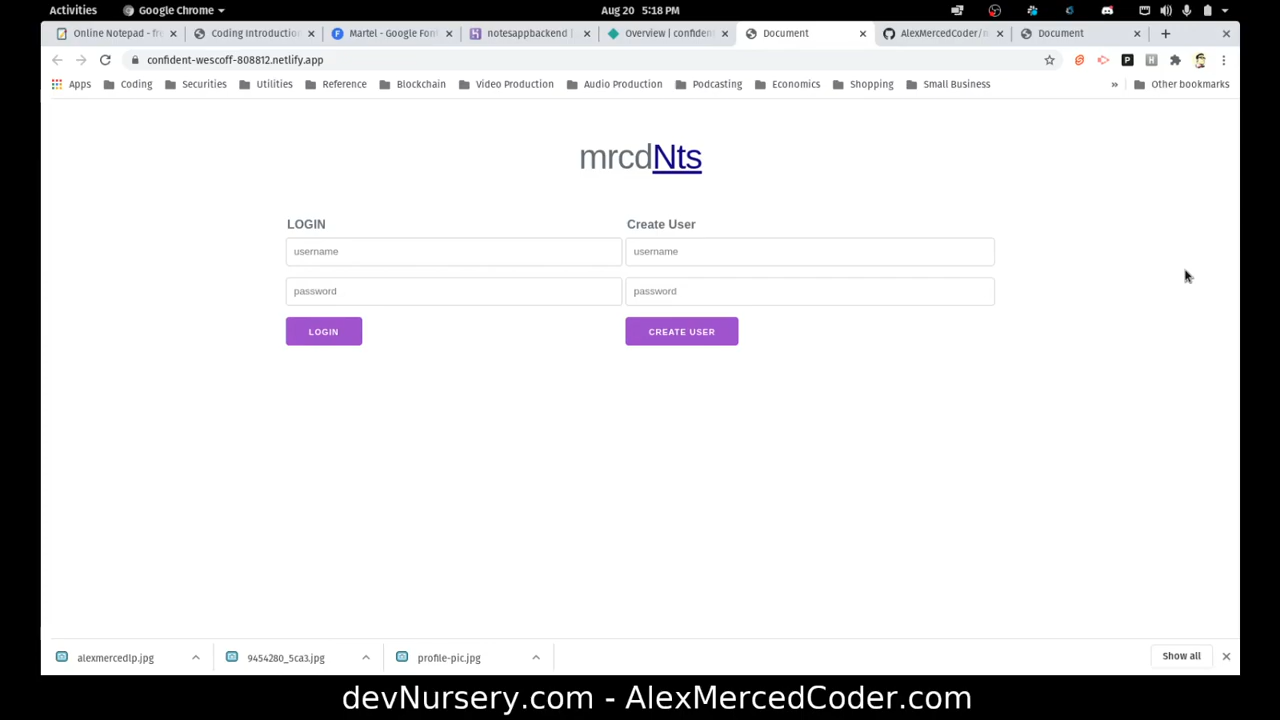 Activities
Google Chrome
Aug 20 5:18 PM
Online Notepad - fr
Coding Introduction
Martel - Google Fon
notesappbackend |
Overview | confiden
Document
AlexMercedCoder/n
Document
confident-wescoff-808812.netlify.app
Apps
Coding
Securities
Utilities
Reference
Blockchain
Video Production
Audio Production
Podcasting
Economics
Shopping
Small Business
»
Other bookmarks
mrcdNts
LOGIN
Create User
username
username
password
password
LOGIN
CREATE USER
alexmercedlp.jpg
9454280_5ca3.jpg
profile-pic.jpg
Show all
devNursery.com - AlexMercedCoder.com